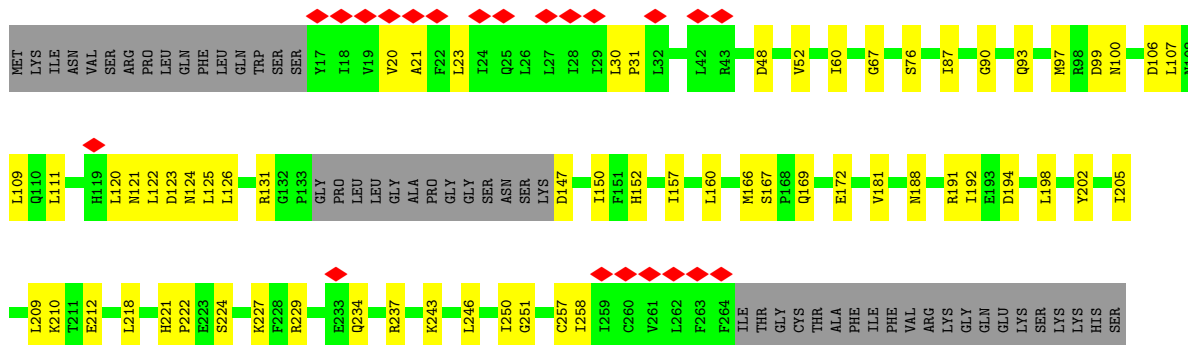 MET LYS ILE ASN VAL SER ARG PRO LEU GLN PHE LEU GLN TRP SER SER Y17 I18 V19 V20 A21 F22 L23 I24 Q25 L26 L27 I28 I29 L30 P31 L32 L42 R43 D48 V52 I60 G67 S76 I87 G90 Q93 M97 R98 D99 N100 D106 L107
L109 Q110 L111 H119 L120 N121 L122 D123 N124 L125 L126 R131 G132 P133 GLY PRO LEU LEU GLY ALA PRO GLY GLY SER ASN SER LYS D147 I150 F151 H152 I157 L160 M166 S167 P168 Q169 E172 V181 N188 R191 I192 E193 D194 L198 Y202 I205
L209 K210 T211 E212 L218 H221 P222 E223 S224 K227 F228 R229 E233 Q234 R237 K243 L246 I250 G251 C257 I258 I259 C260 V261 L262 F263 F264 ILE THR GLY CYS THR ALA PHE ILE PHE VAL ARG LYS GLY GLN GLU LYS SER LYS LYS HIS SER